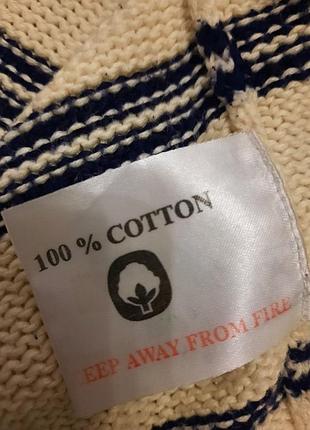 100 % COTTON
EEP AWAY FROM FIRE